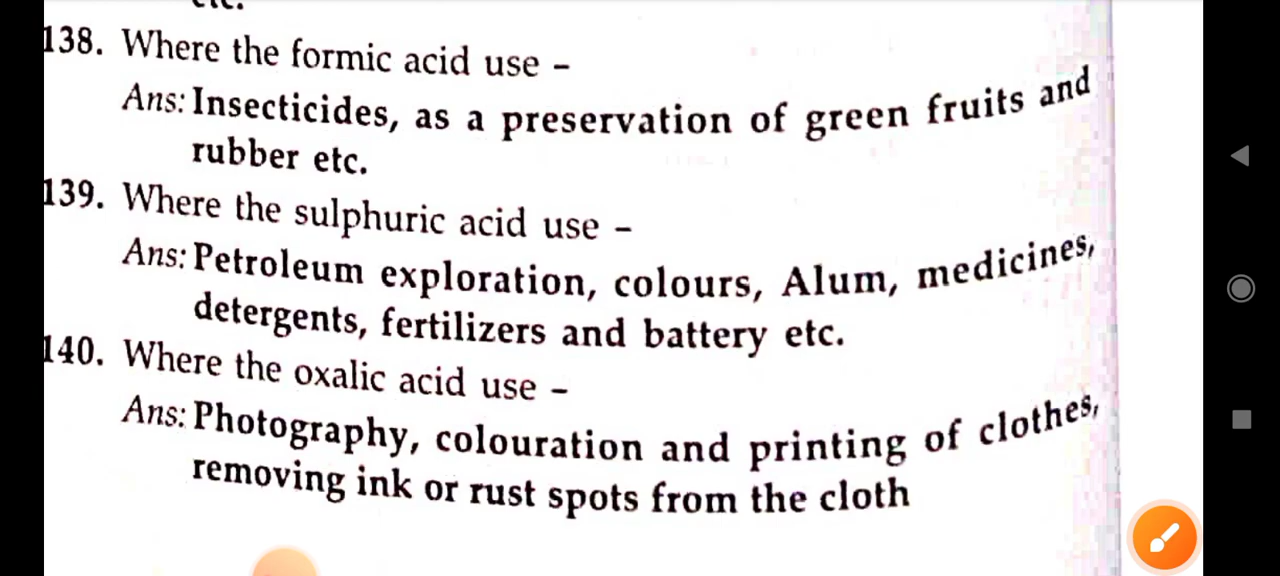 138. Where the formic acid use –
Ans: Insecticides, as a preservation of green fruits and
rubber etc.
139. Where the sulphuric acid use –
Ans: Petroleum exploration, colours, Alum, medicines,
detergents, fertilizers and battery etc.
140. Where the oxalic acid use –
Ans: Photography, colouration and printing of clothes,
removing ink or rust spots from the cloth